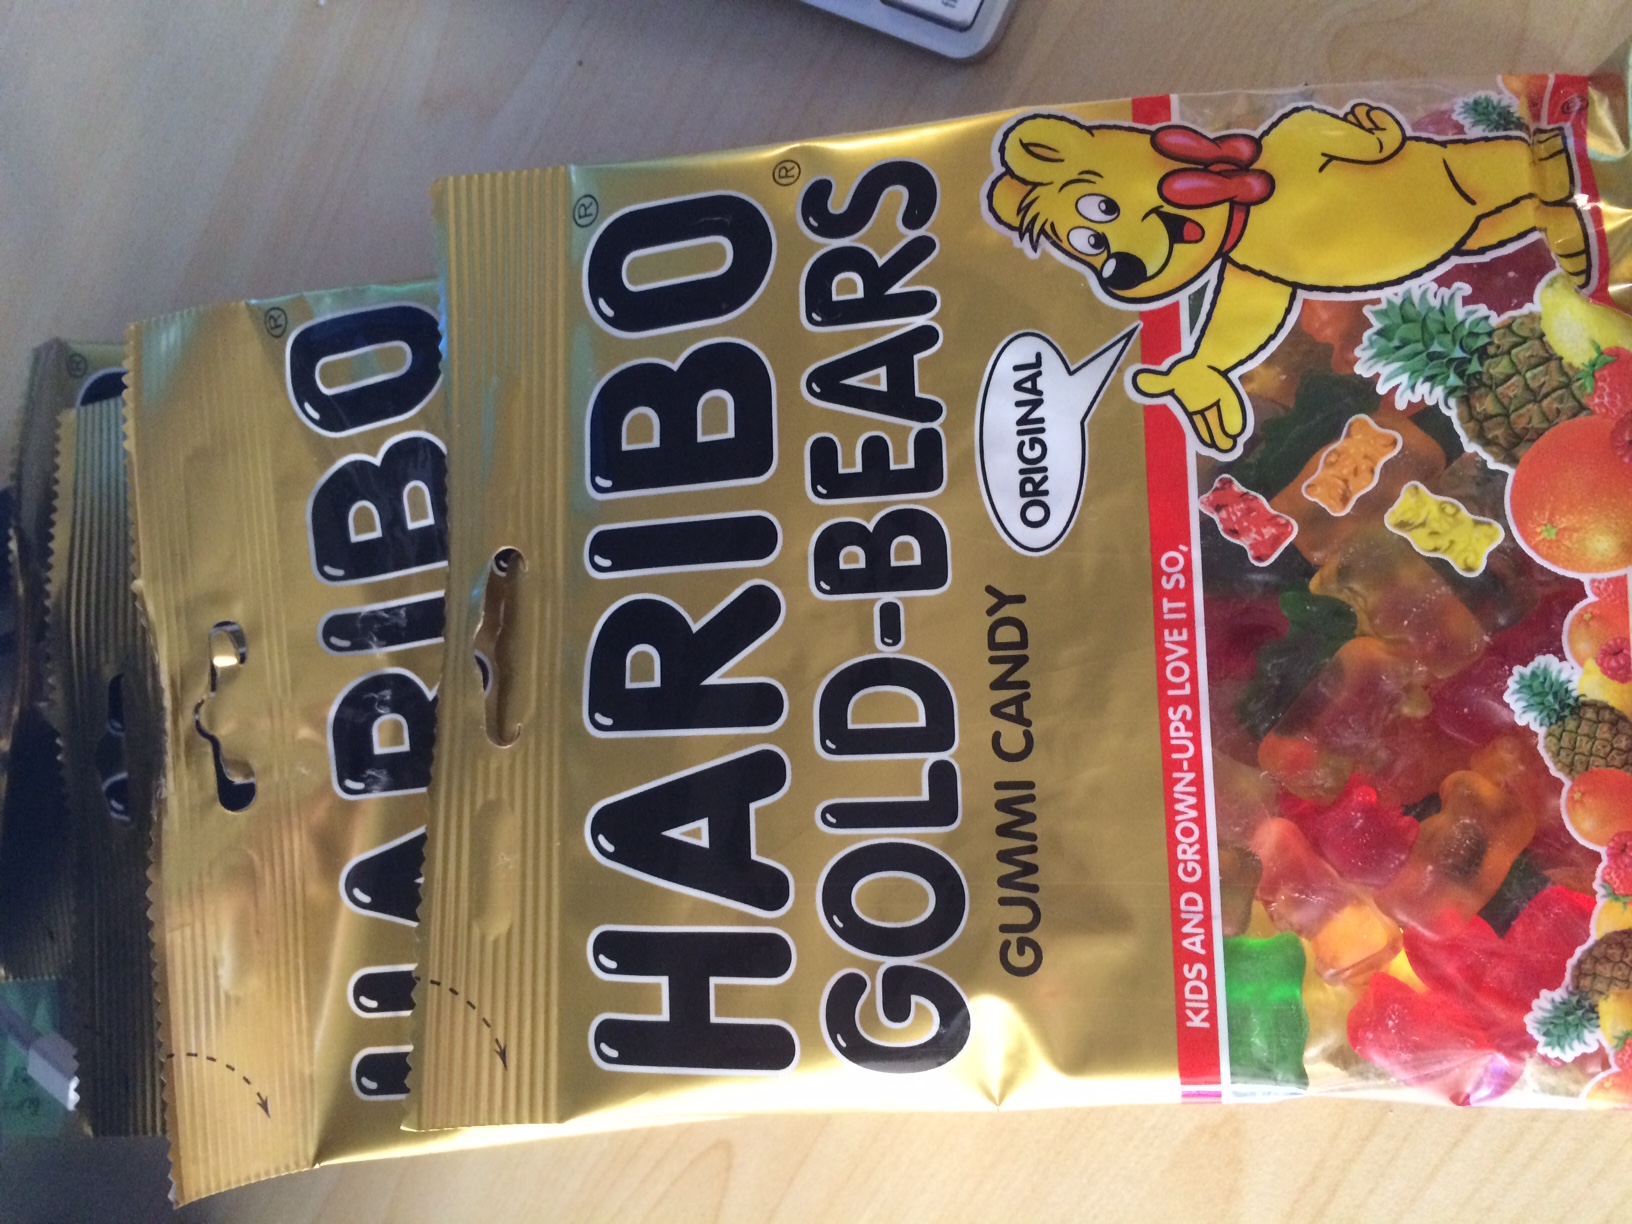 HARIBO®
GOLD-BEARS®
GUMMI CANDY
ORIGINAL
KIDS AND GROWN-UPS LOVE IT SO,
HARIBO®
®